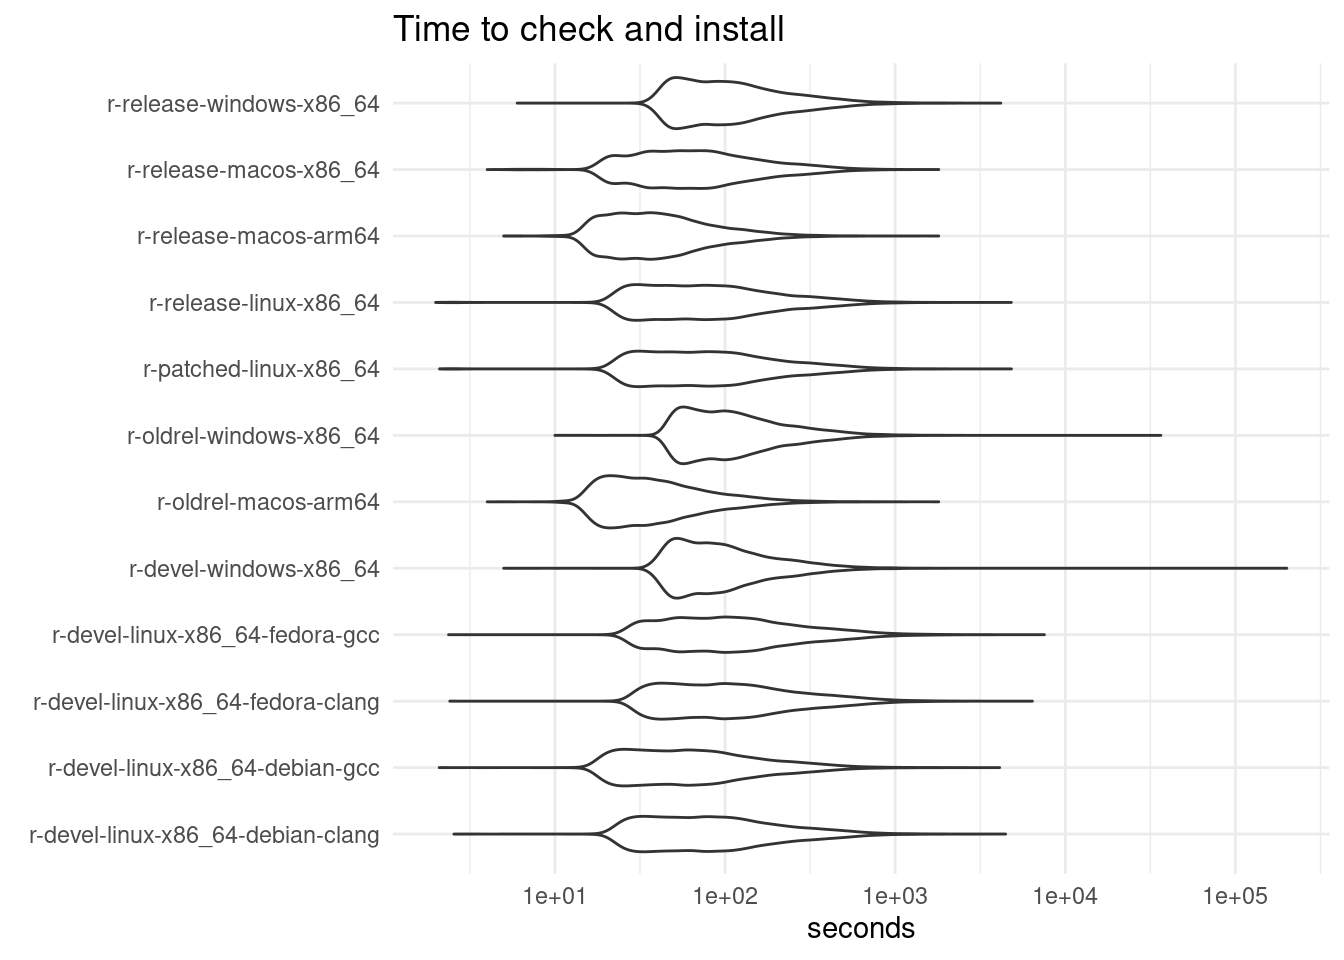 Time to check and install
r-release-windows-x86_64
r-release-macos-x86_64
r-release-macos-arm64
r-release-linux-x86_64
r-patched-linux-x86_64
r-oldrel-windows-x86_64
r-oldrel-macos-arm64
r-devel-windows-x86_64
r-devel-linux-x86_64-fedora-gcc
r-devel-linux-x86_64-fedora-clang
r-devel-linux-x86_64-debian-gcc
r-devel-linux-x86_64-debian-clang
1e+01 1e+02 1e+03 1e+04 1e+05
seconds